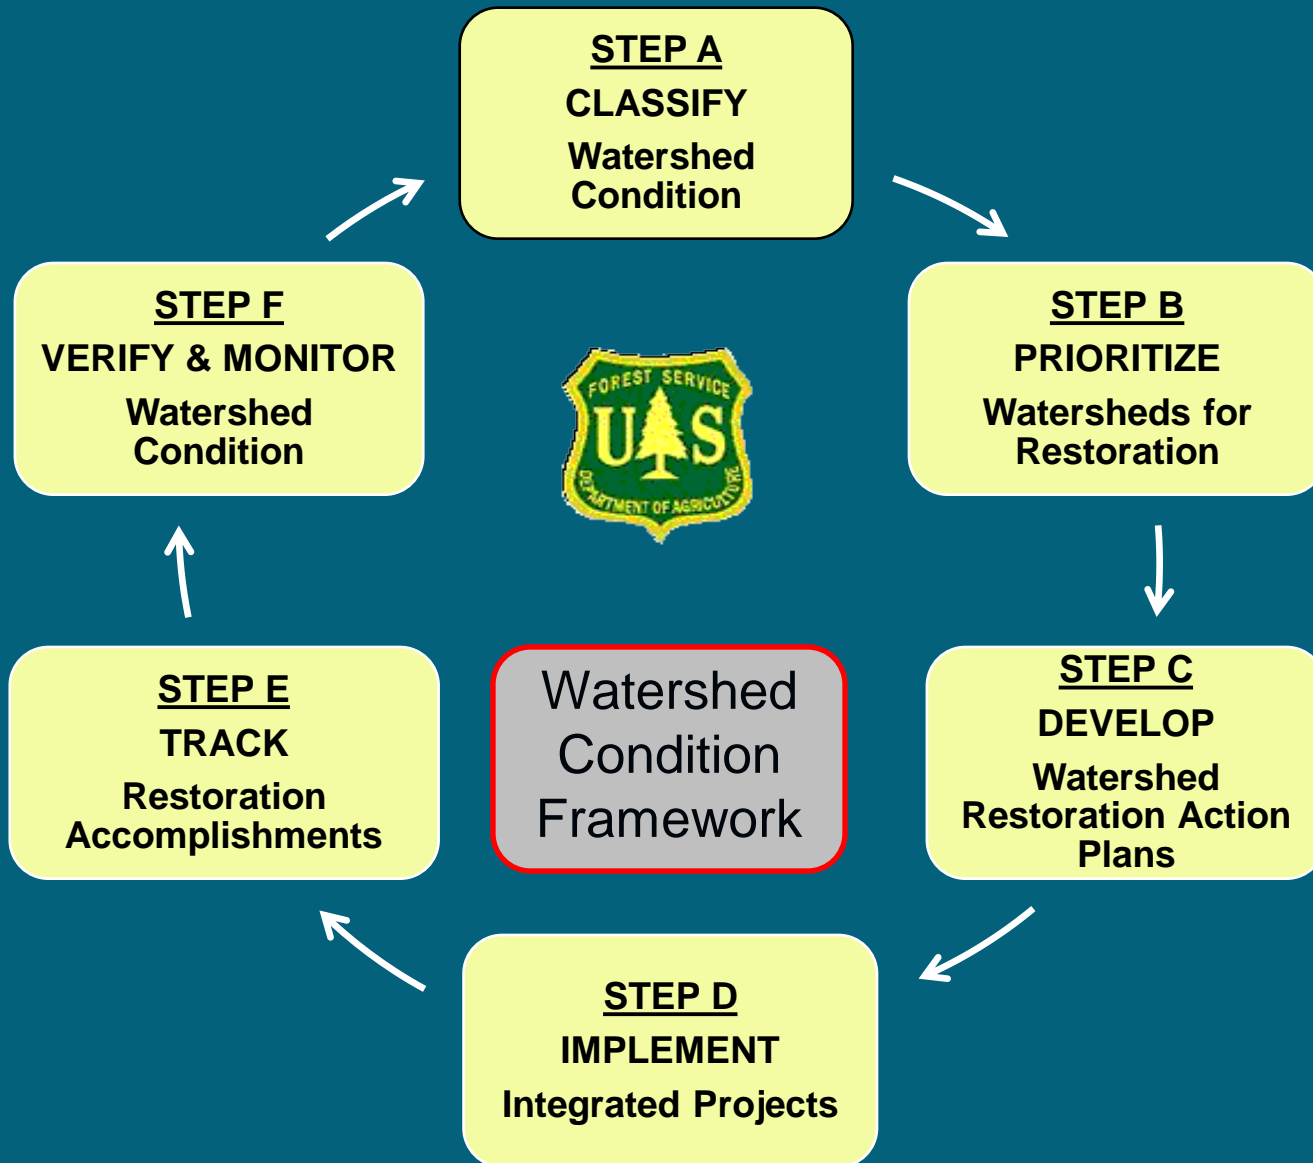 STEP A
CLASSIFY
Watershed
Condition
STEP B
PRIORITIZE
Watersheds for
Restoration
STEP C
DEVELOP
Watershed
Restoration Action
Plans
STEP D
IMPLEMENT
Integrated Projects
STEP E
TRACK
Restoration
Accomplishments
STEP F
VERIFY & MONITOR
Watershed
Condition
FOREST SERVICE
U S
DEPARTMENT OF AGRICULTURE
Watershed
Condition
Framework